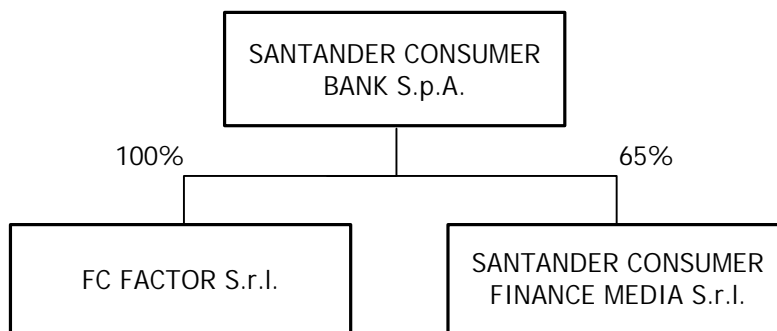 SANTANDER CONSUMER
BANK S.p.A.
100%
65%
FC FACTOR S.r.l.
SANTANDER CONSUMER
FINANCE MEDIA S.r.l.